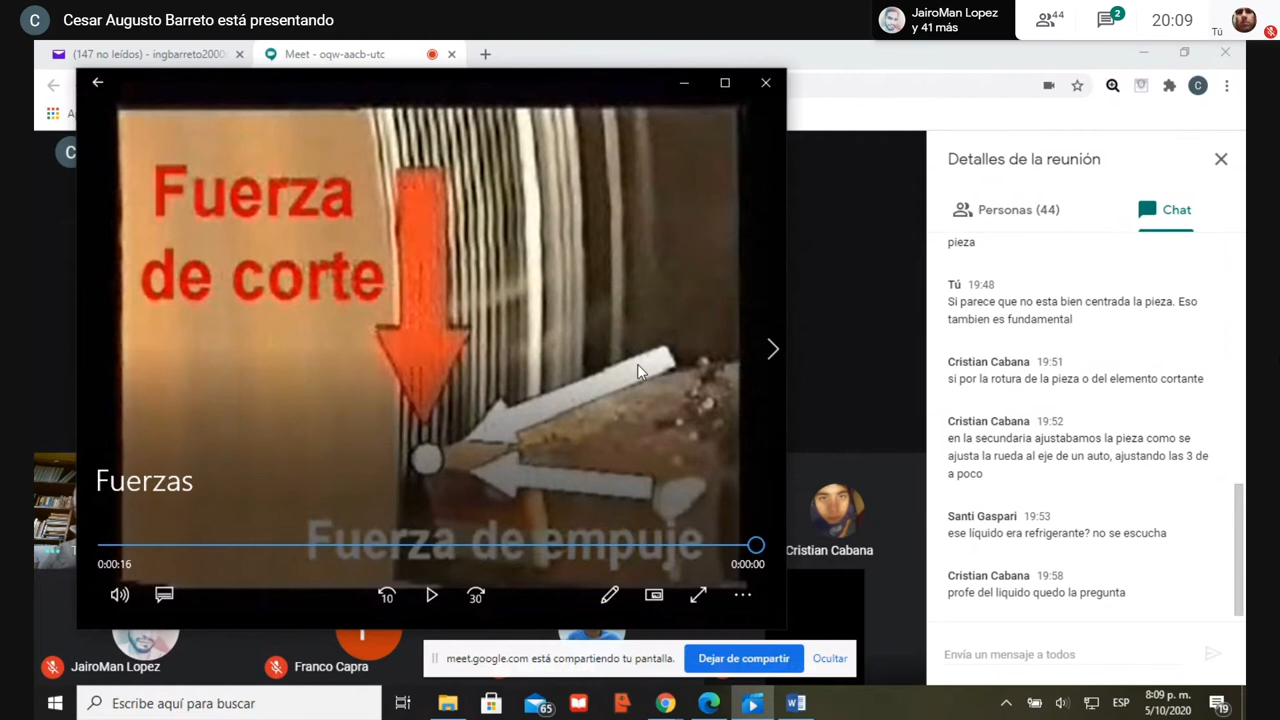 C Cesar Augusto Barreto está presentando
JairoMan Lopez
y 41 más
44
2
20:09
Tú
(147 no leídos) - ingbarreto2000
Meet - oqw-aacb-utc
C
C
Fuerza
de corte
Fuerza de empuje
Fuerzas
0:00:16
0:00:00
10
30
Detalles de la reunión
Personas (44)
Chat
pieza
Tú 19:48
Si parece que no esta bien centrada la pieza. Eso
tambien es fundamental
Cristian Cabana 19:51
si por la rotura de la pieza o del elemento cortante
Cristian Cabana 19:52
en la secundaria ajustabamos la pieza como se
ajusta la rueda al eje de un auto, ajustando las 3 de
a poco
Santi Gaspari 19:53
ese líquido era refrigerante? no se escucha
Cristian Cabana 19:58
profe del liquido quedo la pregunta
Envía un mensaje a todos
Cristian Cabana
JairoMan Lopez
Franco Capra
meet.google.com está compartiendo tu pantalla.
Dejar de compartir
Ocultar
Escribe aquí para buscar
65
ESP
8:09 p. m.
5/10/2020
19